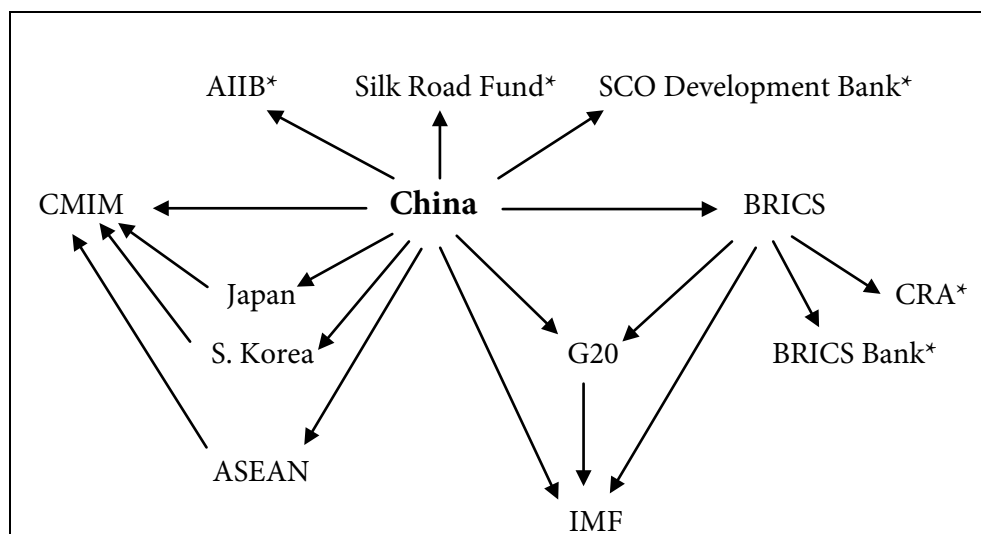 AIIB* Silk Road Fund* SCO Development Bank*
CMIM China BRICS
Japan CRA*
S. Korea G20 BRICS Bank*
ASEAN
IMF